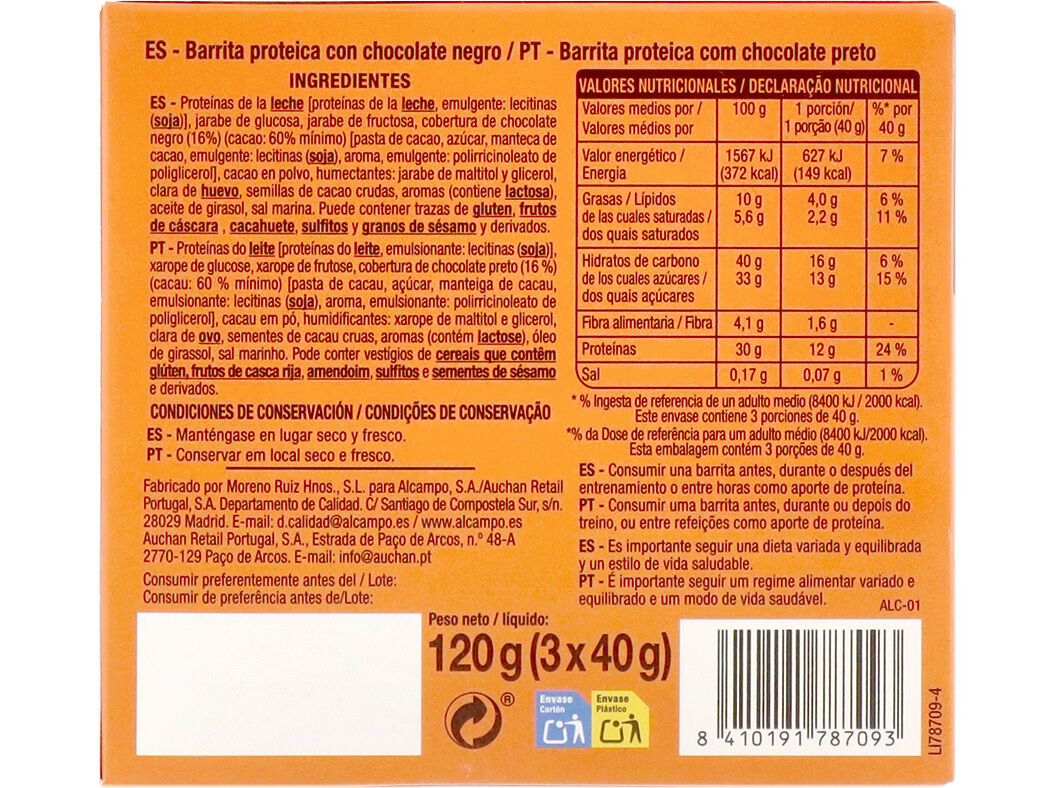 ES - Barrita proteica con chocolate negro / PT - Barrita proteica com chocolate preto
INGREDIENTES
ES - Proteínas de la leche [proteínas de la leche, emulgente: lecitinas
(soja)], jarabe de glucosa, jarabe de fructosa, cobertura de chocolate
negro (16%) (cacao: 60% mínimo) [pasta de cacao, azúcar, manteca de
cacao, emulgente: lecitinas (soja), aroma, emulgente: polirricinoleato de
poliglicerol], cacao en polvo, humectantes: jarabe de maltitol y glicerol,
clara de huevo, semillas de cacao crudas, aromas (contiene lactosa),
aceite de girasol, sal marina. Puede contener trazas de gluten, frutos
de cáscara , cacahuete, sulfitos y granos de sésamo y derivados.
PT - Proteínas do leite [proteínas do leite, emulsionante: lecitinas (soja)],
xarope de glucose, xarope de frutose, cobertura de chocolate preto (16 %)
(cacau: 60 % mínimo) [pasta de cacau, açúcar, manteiga de cacau,
emulsionante: lecitinas (soja), aroma, emulsionante: polirricinoleato de
poliglicerol], cacau em pó, humidificantes: xarope de maltitol e glicerol,
clara de ovo, sementes de cacau cruas, aromas (contém lactose), óleo
de girassol, sal marinho. Pode conter vestígios de cereais que contêm
glúten, frutos de casca rija, amendoim, sulfitos e sementes de sésamo
e derivados.
CONDICIONES DE CONSERVACIÓN / CONDIÇÕES DE CONSERVAÇÃO
ES - Manténgase en lugar seco y fresco.
PT - Conservar em local seco e fresco.
Fabricado por Moreno Ruiz Hnos., S.L. para Alcampo, S.A./Auchan Retail
Portugal, S.A. Departamento de Calidad. C/ Santiago de Compostela Sur, s/n.
28029 Madrid. E-mail: d.calidad@alcampo.es / www.alcampo.es
Auchan Retail Portugal, S.A., Estrada de Paço de Arcos, n.º 48-A
2770-129 Paço de Arcos. E-mail: info@auchan.pt
Consumir preferentemente antes del / Lote:
Consumir de preferência antes de/Lote:
VALORES NUTRICIONALES / DECLARAÇÃO NUTRICIONAL
Valores medios por / 100 g 1 porción/ %* por
Valores médios por 1 porção (40 g) 40 g
Valor energético / 1567 kJ 627 kJ 7 %
Energia (372 kcal) (149 kcal)
Grasas / Lípidos 10 g 4,0 g 6 %
de las cuales saturadas / 5,6 g 2,2 g 11 %
dos quais saturados
Hidratos de carbono 40 g 16 g 6 %
de los cuales azúcares / 33 g 13 g 15 %
dos quais açúcares
Fibra alimentaria / Fibra 4,1 g 1,6 g -
Proteínas 30 g 12 g 24 %
Sal 0,17 g 0,07 g 1 %
* % Ingesta de referencia de un adulto medio (8400 kJ / 2000 kcal).
Este envase contiene 3 porciones de 40 g.
*% da Dose de referência para um adulto médio (8400 kJ/2000 kcal).
Esta embalagem contém 3 porções de 40 g.
ES - Consumir una barrita antes, durante o después del
entrenamiento o entre horas como aporte de proteína.
PT - Consumir uma barrita antes, durante ou depois do
treino, ou entre refeições como aporte de proteína.
ES - Es importante seguir una dieta variada y equilibrada
y un estilo de vida saludable.
PT - É importante seguir um regime alimentar variado e
equilibrado e um modo de vida saudável.
ALC-01
Peso neto / líquido:
120 g (3 x 40 g)
®
Envase
Cartón
Envase
Plástico
8 410191 787093
LI78709-4